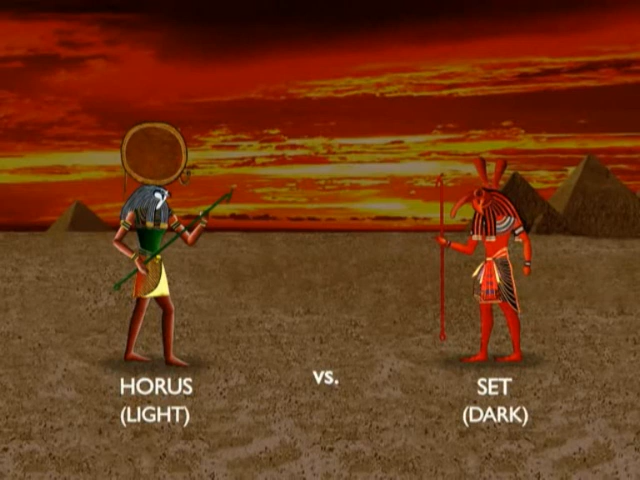 HORUS
(LIGHT)
vs.
SET
(DARK)